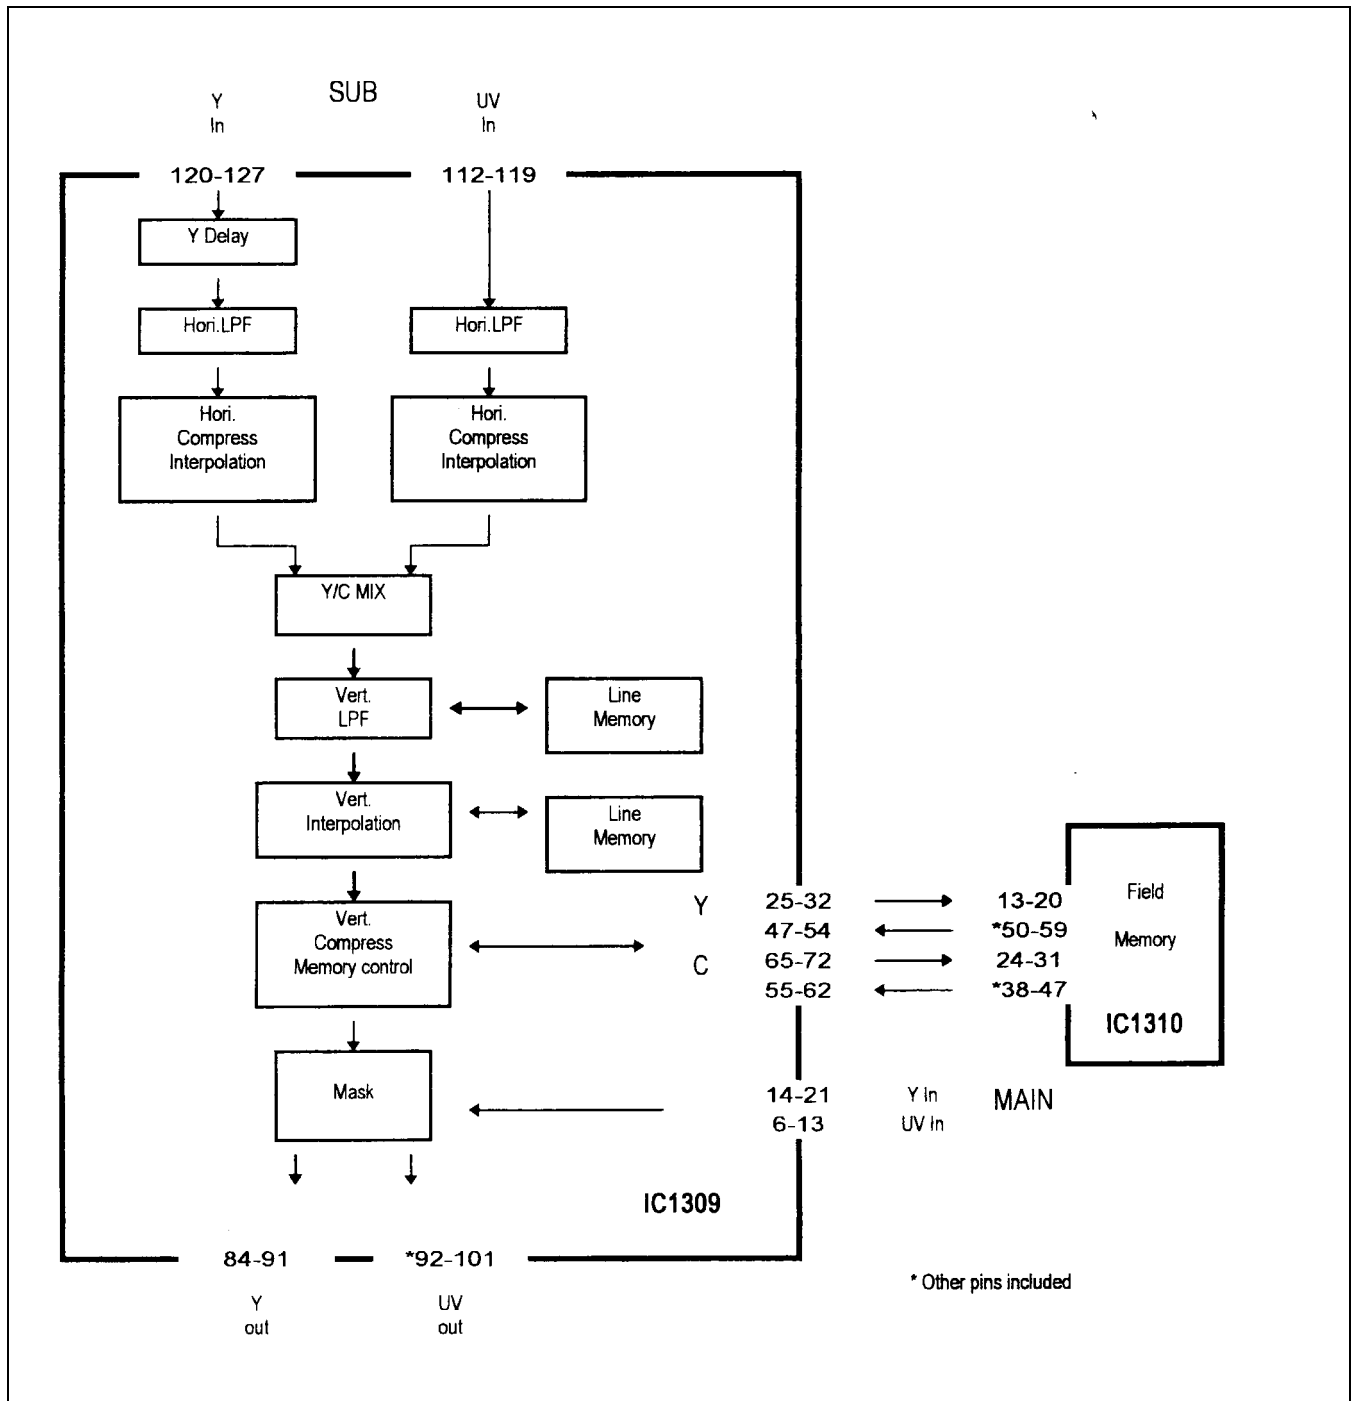 SUB
Y
In
UV
In
120-127
112-119
Y Delay
Hori.LPF
Hori.LPF
Hori.
Compress
Interpolation
Hori.
Compress
Interpolation
Y/C MIX
Vert.
LPF
Line
Memory
Vert.
Interpolation
Line
Memory
Vert.
Compress
Memory control
Y
C
25-32
13-20
47-54
*50-59
65-72
24-31
55-62
*38-47
Field
Memory
IC1310
Mask
14-21
Y In
MAIN
6-13
UV In
IC1309
84-91
*92-101
Y
out
UV
out
* Other pins included